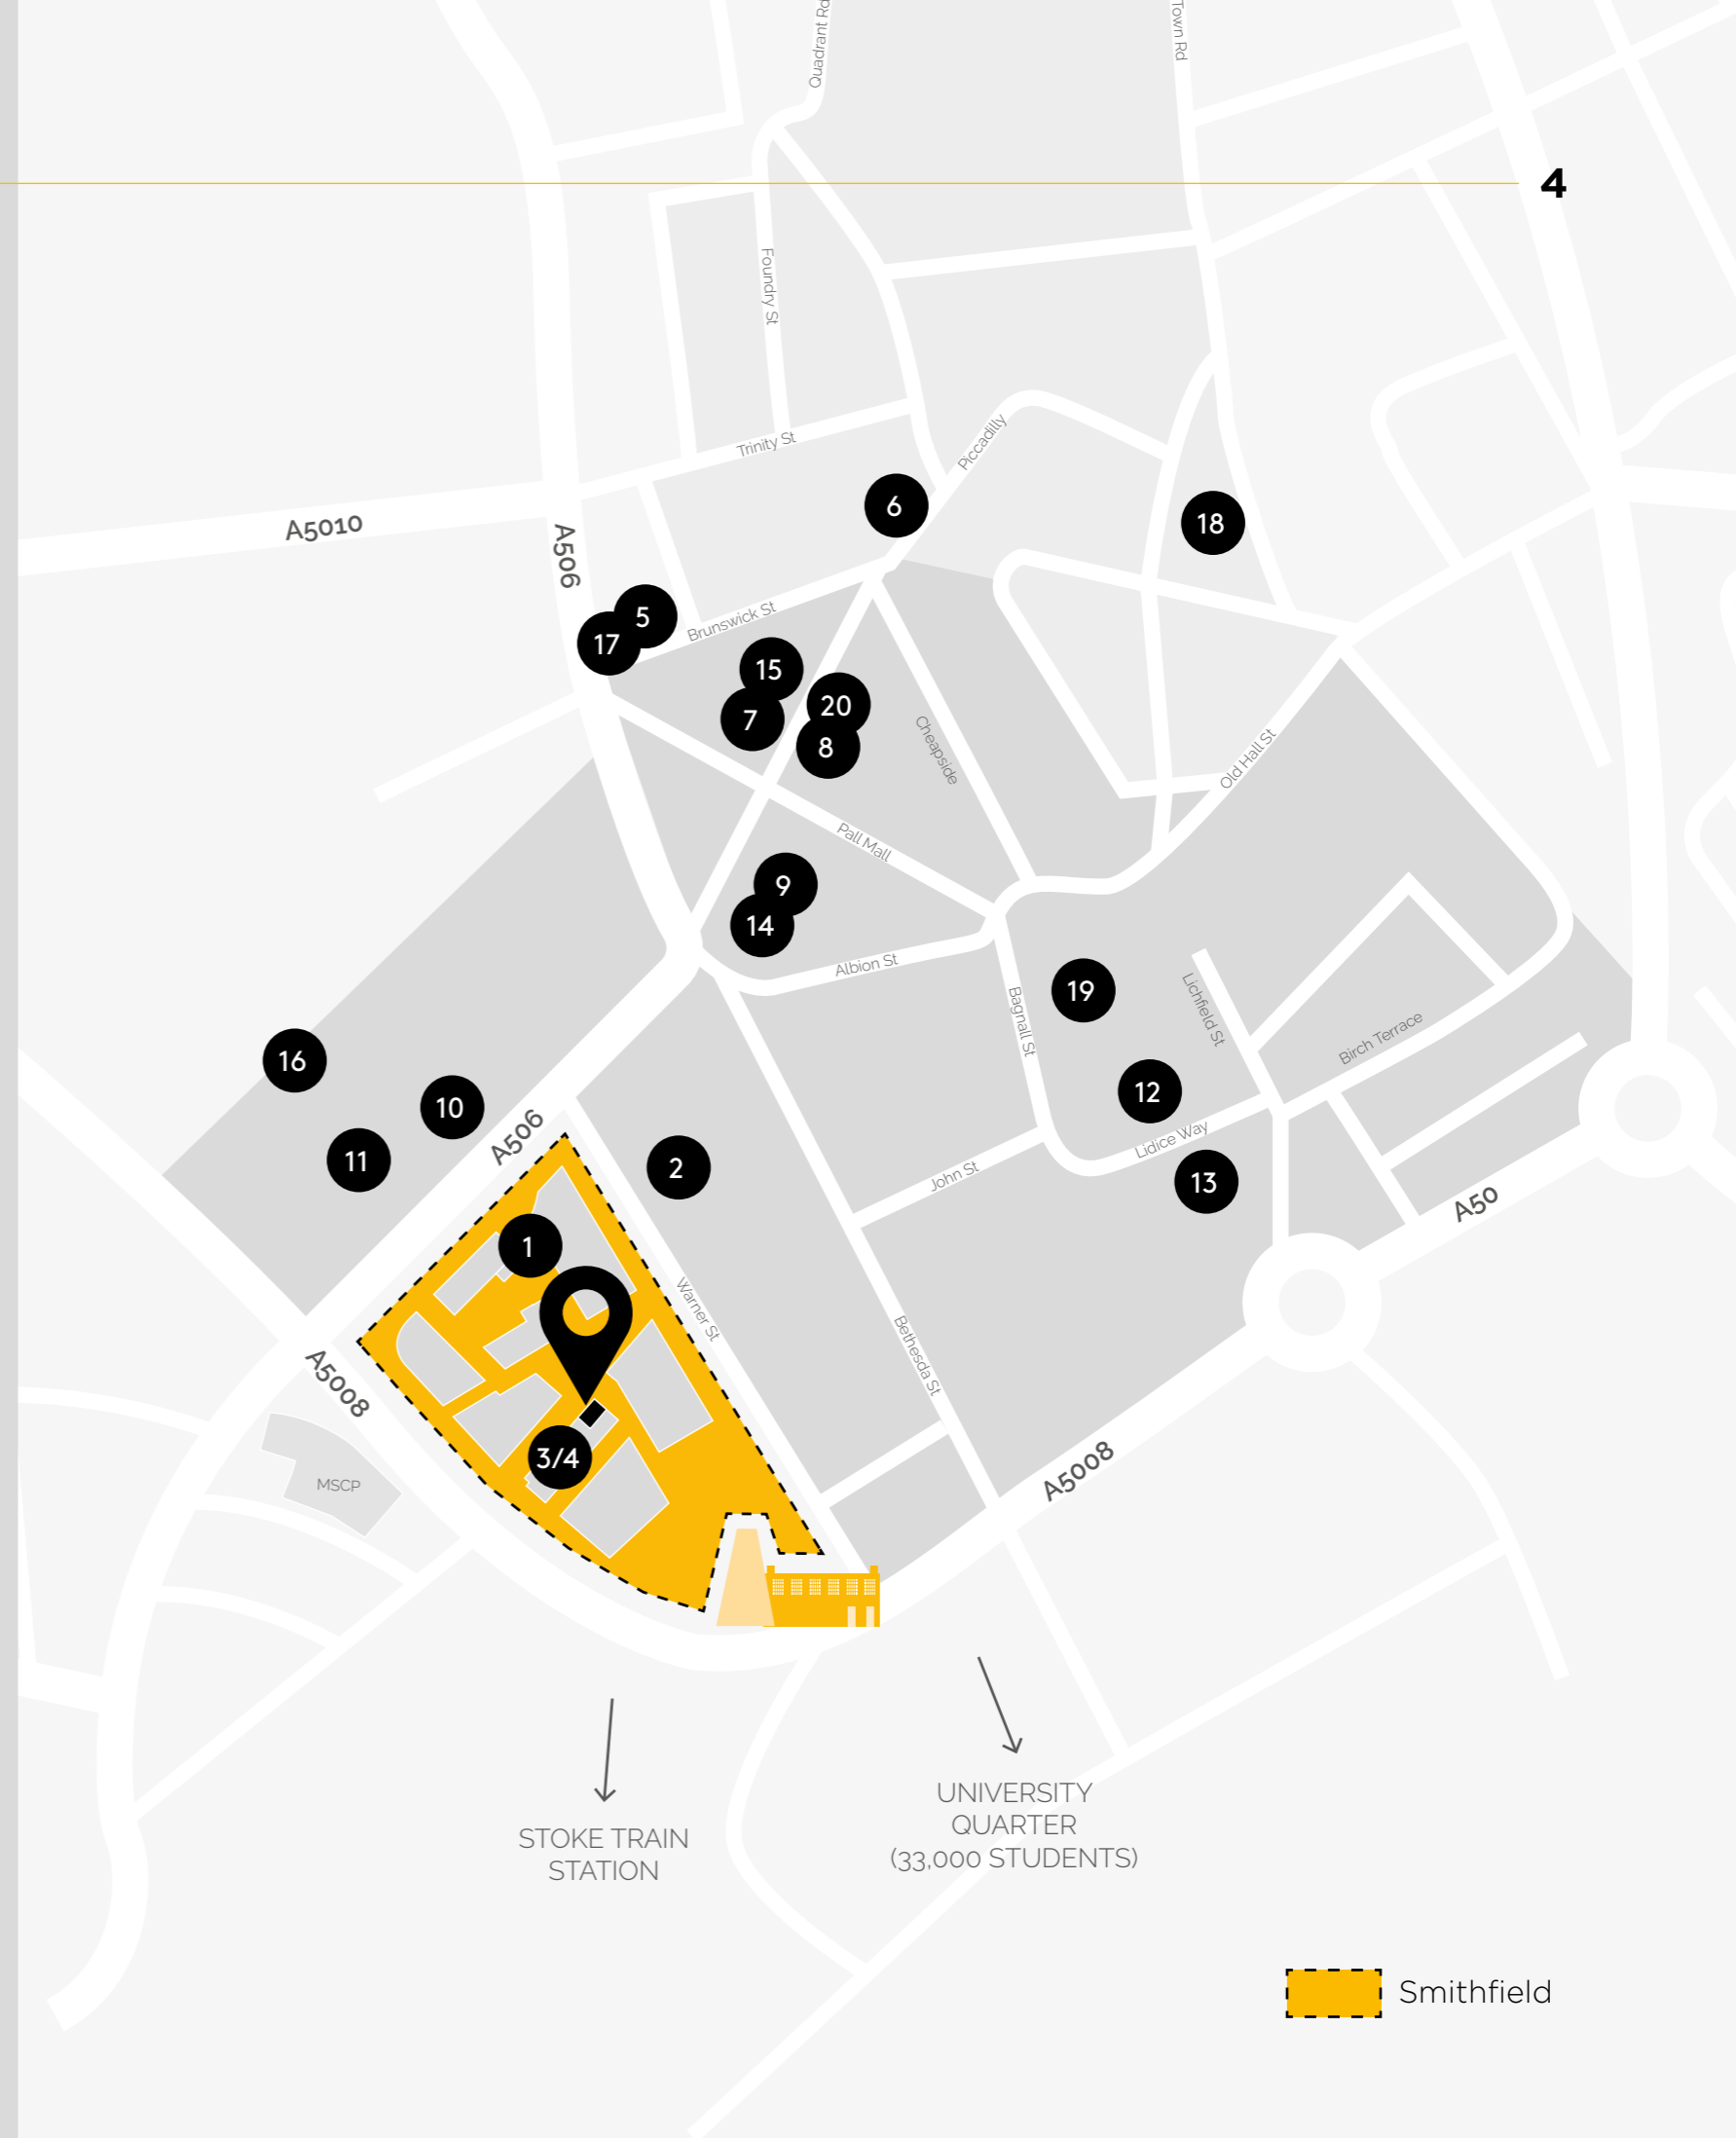 Quadrant Rd
Town Rd
4
Foundry St
Trinity St
Piccadilly
6
18
A5010
A506
5
17
Brunswick St
15
7
20
8
Cheapside
Old Hall St
Pall Mall
9
14
Albion St
19
Bagnall St
Lichfield St
Birch Terrace
16
10
11
A506
12
Lidice Way
2
John St
13
A50
1
Warner St
Bethesda St
A5008
3/4
MSCP
A5008
STOKE TRAIN
STATION
UNIVERSITY
QUARTER
(33,000 STUDENTS)
Smithfield